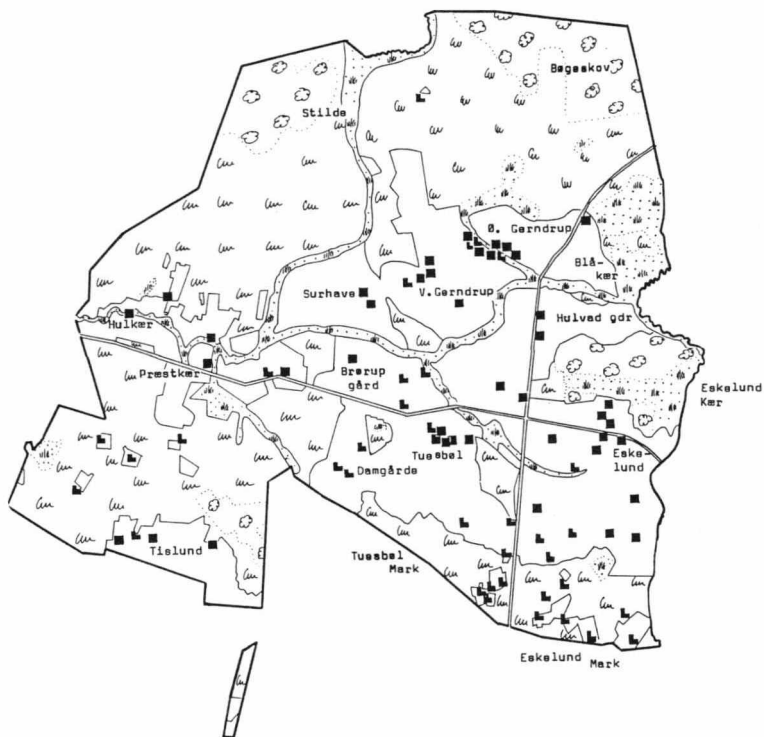 Bøgeskov
Stilde
Ø. Gerndrup
Blå-
kær
Surhave
V. Gerndrup
Hulvad gdr
Hulkær
Præstkær
Brørup
gård
Eskelund
Kær
Tuesbøl
Eske-
lund
Damgårde
Tislund
Tuesbøl
Mark
Eskelund Mark